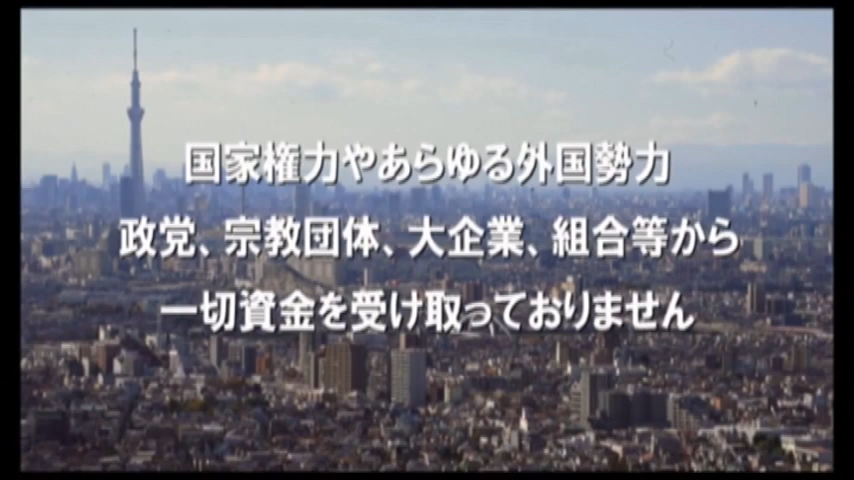 国家権力やあらゆる外国勢力
政党、宗教団体、大企業、組合等から
一切資金を受け取っておりません